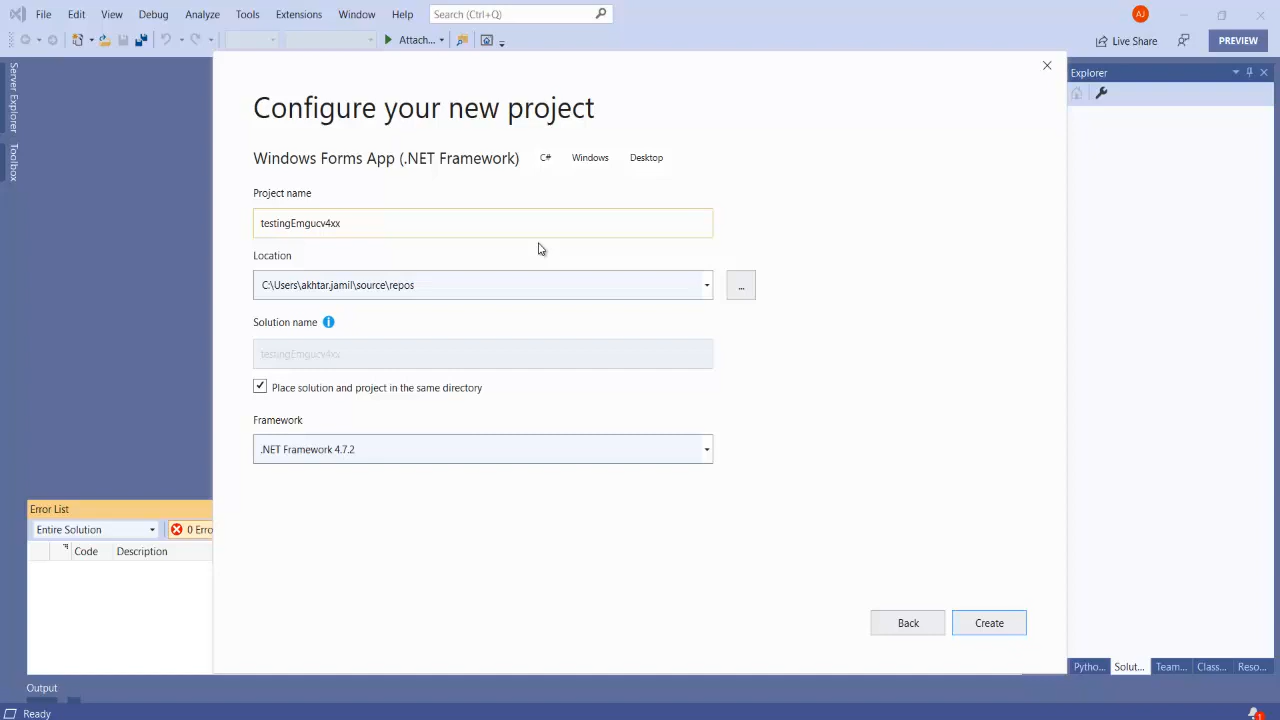 File Edit View Debug Analyze Tools Extensions Window Help Search (Ctrl+Q) AJ
Attach... Live Share PREVIEW
Server Explorer
Toolbox
Explorer
Configure your new project
Windows Forms App (.NET Framework) C# Windows Desktop
Project name
testingEmgucv4xx
Location
C:\Users\akhtar.jamil\source\repos
...
Solution name
testingEmgucv4xx
Place solution and project in the same directory
Framework
.NET Framework 4.7.2
Error List
Entire Solution 0 Erro
Code Description
Back Create
Pytho... Solut... Team... Class... Reso...
Output
Ready 1